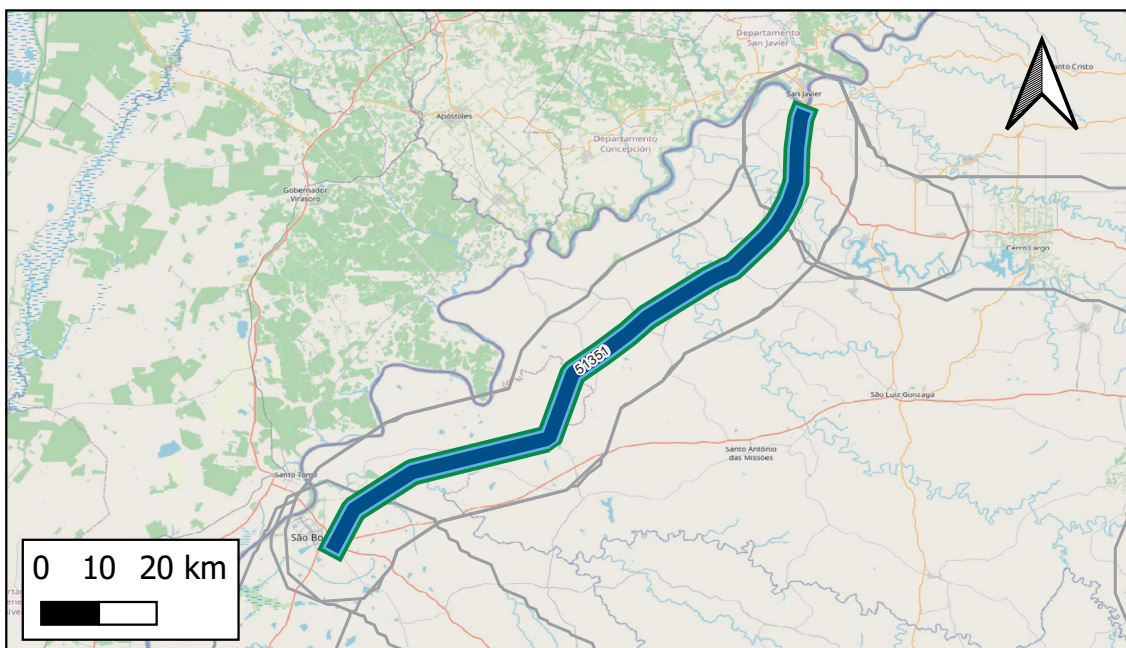 Departamento
San Javier
San Javier
Santo Cristo
Apóstoles
Departamento
Concepción
Gobernador
Virasoro
Cerro Largo
51351
São Luiz Gonzaga
Santo Antônio
das Missões
Santo Tomé
São Bo
0 10 20 km